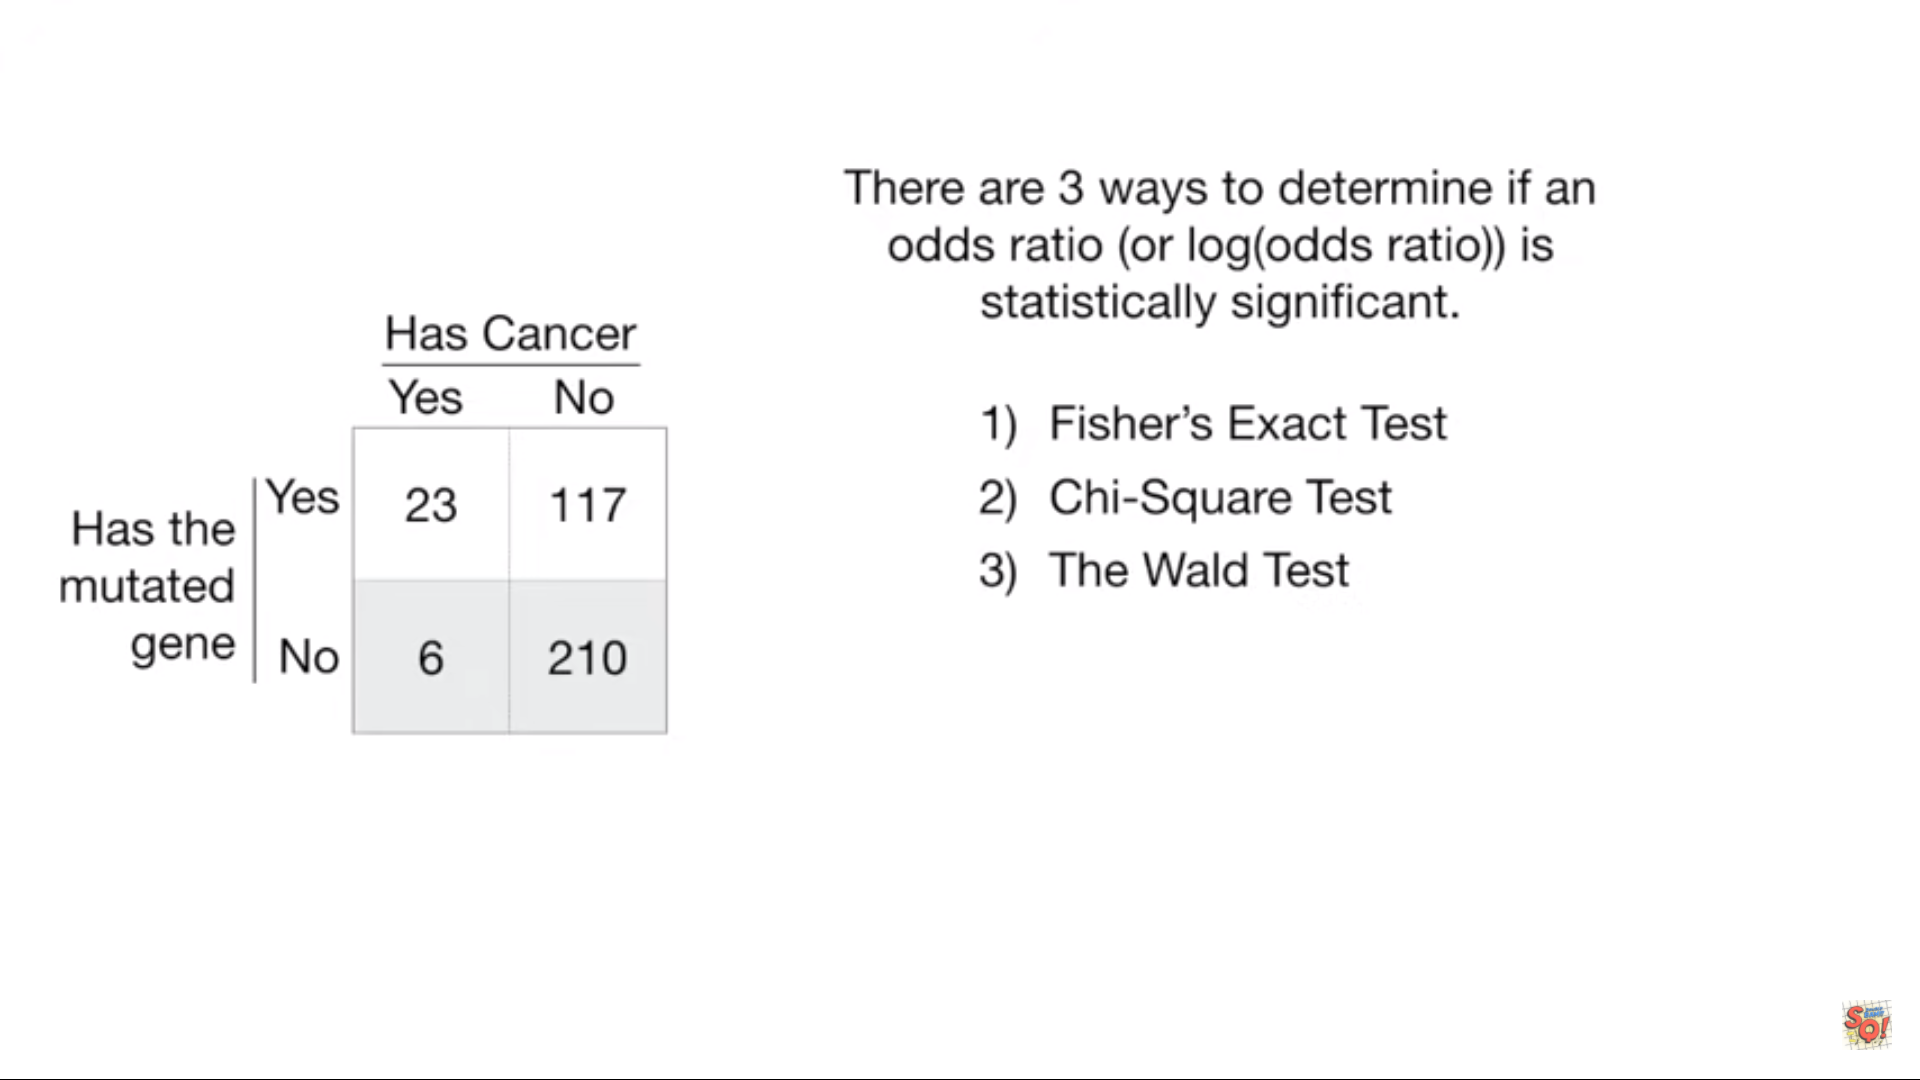 There are 3 ways to determine if an
odds ratio (or log(odds ratio)) is
statistically significant.
Has Cancer
Yes No
1) Fisher’s Exact Test
2) Chi-Square Test
3) The Wald Test
Has the
mutated
gene
Yes 23 117
No 6 210
SQ!